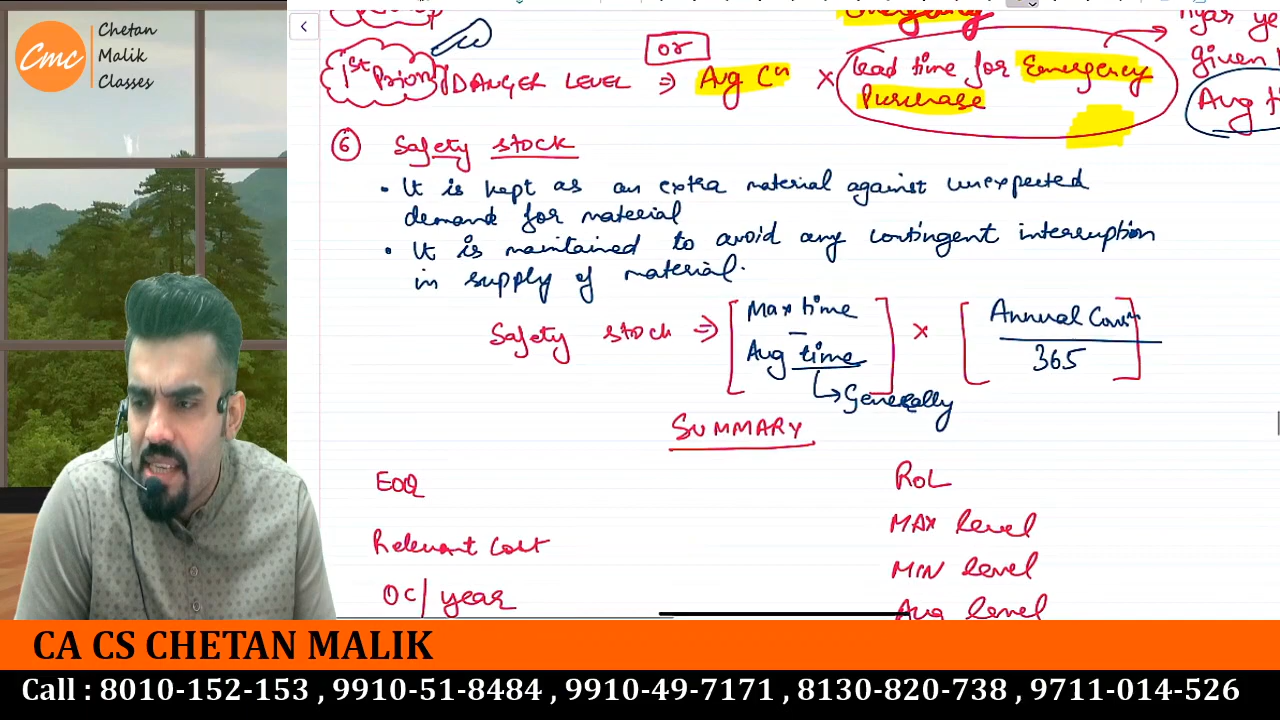 Chetan
Malik
Classes
cmc
Emergency
or
1st Prior DANGER LEVEL ⇒ Avg Cn × Lead time for Emergency
Purchase
given
Avg ti
⑥ Safety stock
• It is kept as an extra material against unexpected
demand for material
• It is maintained to avoid any contingent interruption
in supply of material.
Safety stock ⇒ [Max time – Avg time] × [Annual Consn / 365]
↳ Generally
SUMMARY
EOQ
ROL
Relevant Cost
MAX level
MIN level
OC/year
Avg level
CA CS CHETAN MALIK
Call : 8010-152-153 , 9910-51-8484 , 9910-49-7171 , 8130-820-738 , 9711-014-526